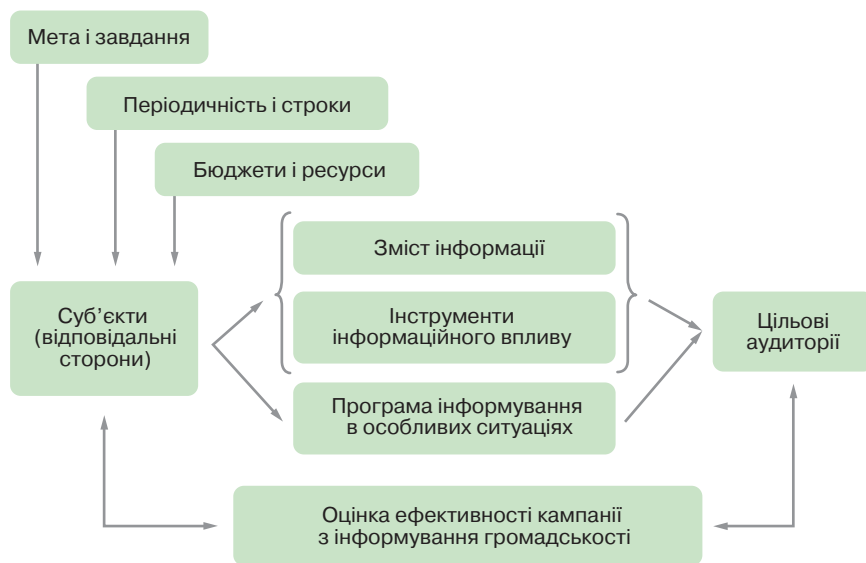 Мета і завдання
Періодичність і строки
Бюджети і ресурси
Зміст інформації
Суб’єкти
(відповідальні
сторони)
Інструменти
інформаційного впливу
Цільові
аудиторії
Програма інформування
в особливих ситуаціях
Оцінка ефективності кампанії
з інформування громадськості